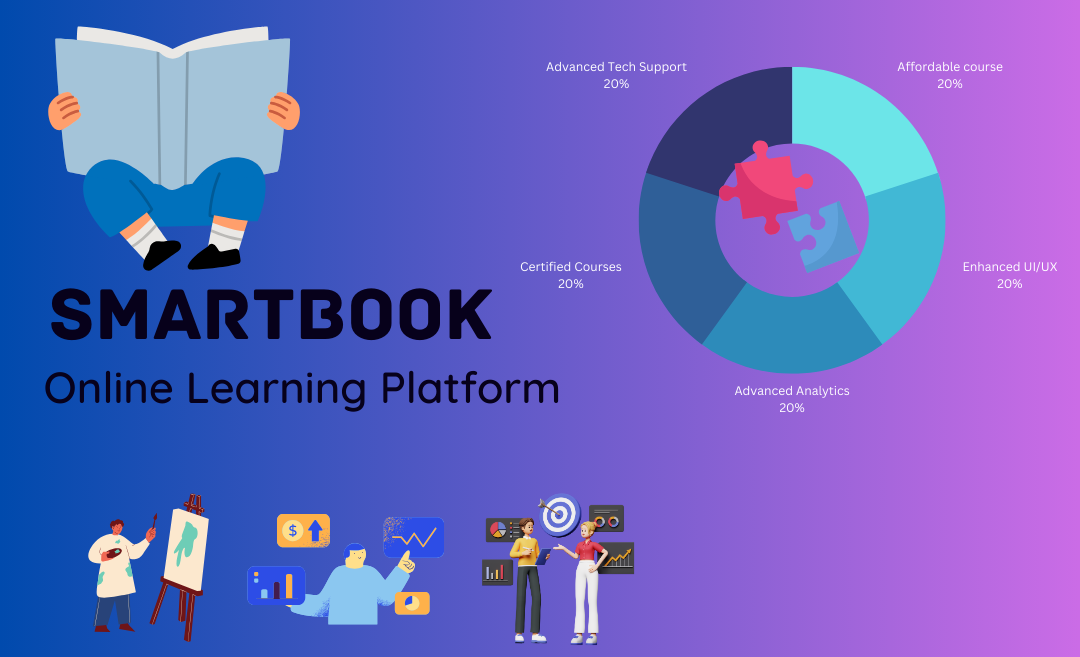 SMARTBOOK
Online Learning Platform
Advanced Tech Support
20%
Affordable course
20%
Certified Courses
20%
Enhanced UI/UX
20%
Advanced Analytics
20%
$